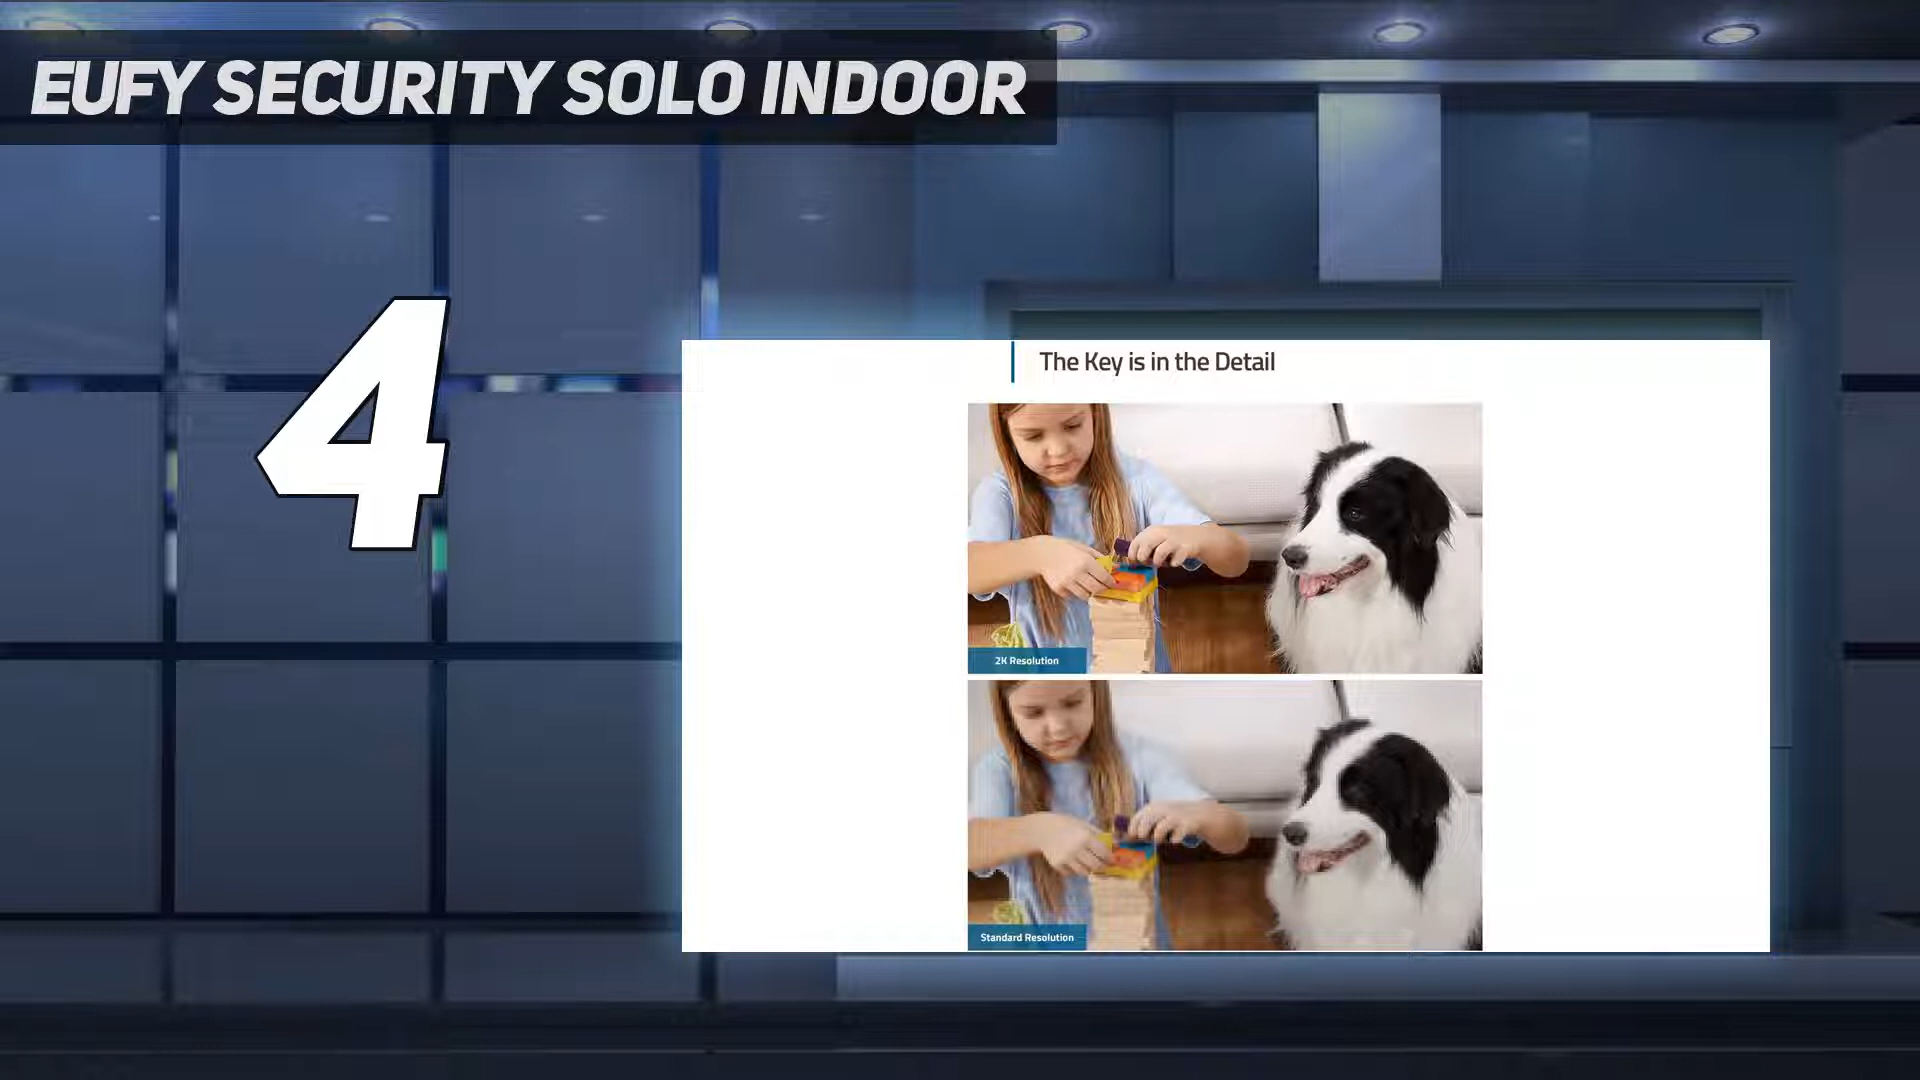 EUFY SECURITY SOLO INDOOR
4
The Key is in the Detail
2K Resolution
Standard Resolution